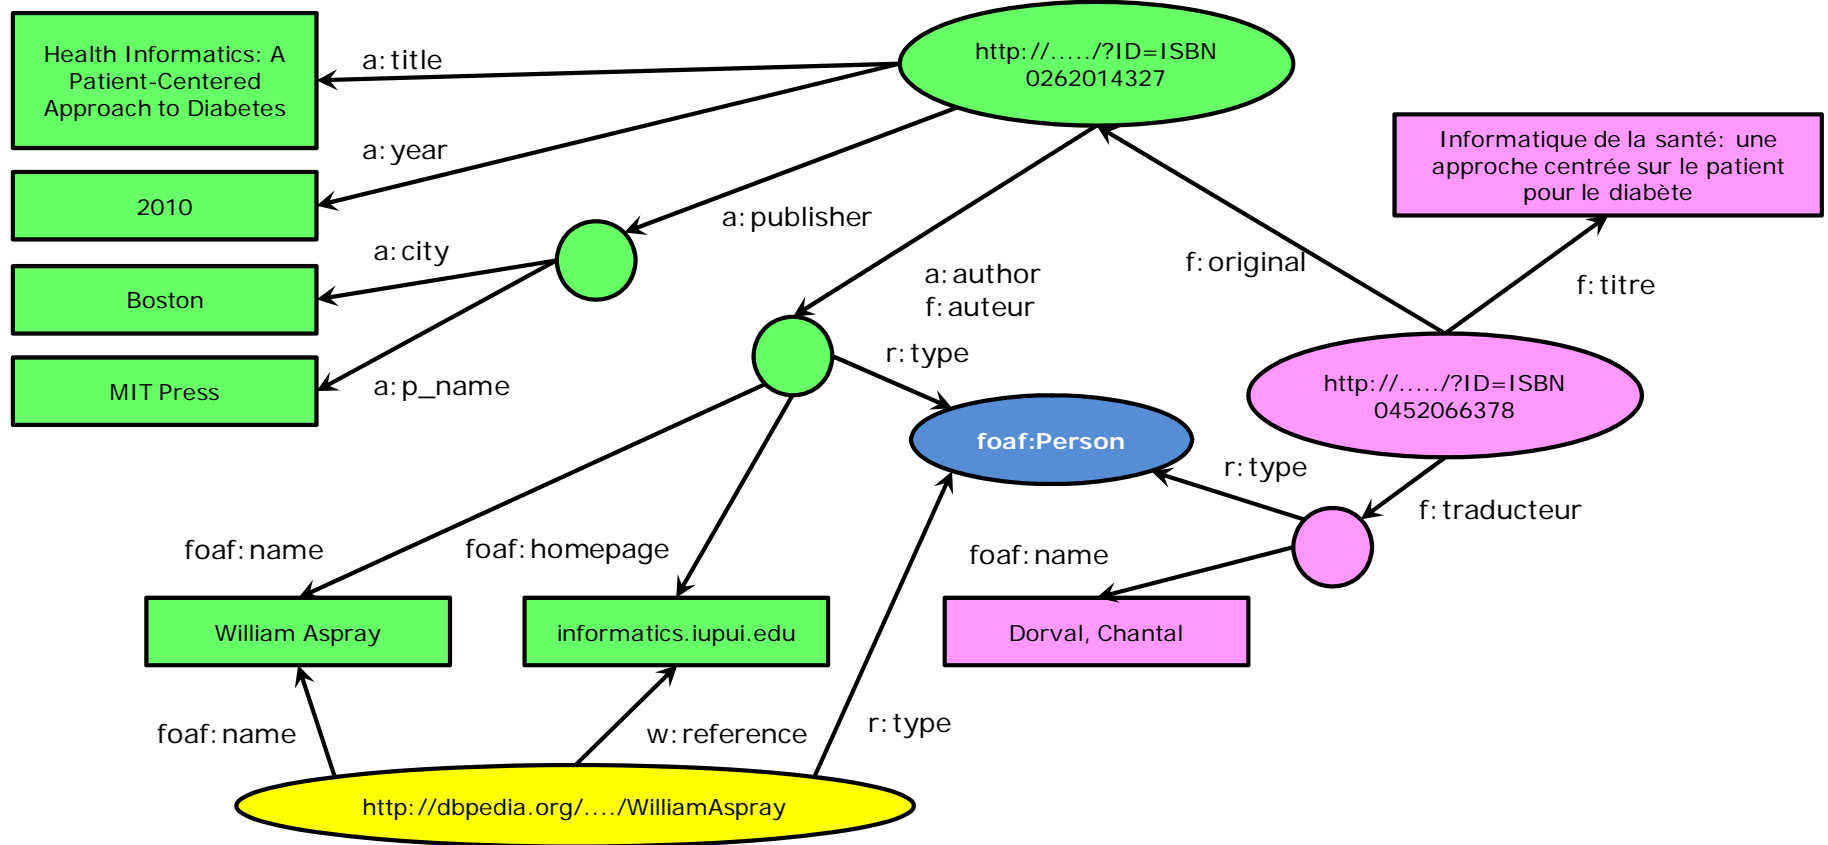 http://...../?ID=ISBN
0262014327
Health Informatics: A
Patient-Centered
Approach to Diabetes
a:title
Informatique de la santé: une
approche centrée sur le patient
pour le diabète
a:year
2010
a:publisher
a:city
f:original
a:author
f:auteur
f:titre
Boston
r:type
MIT Press
a:p_name
http://...../?ID=ISBN
0452066378
foaf:Person
r:type
f:traducteur
foaf:name
foaf:homepage
foaf:name
William Aspray
informatics.iupui.edu
Dorval, Chantal
foaf:name
w:reference
r:type
http://dbpedia.org/..../WilliamAspray